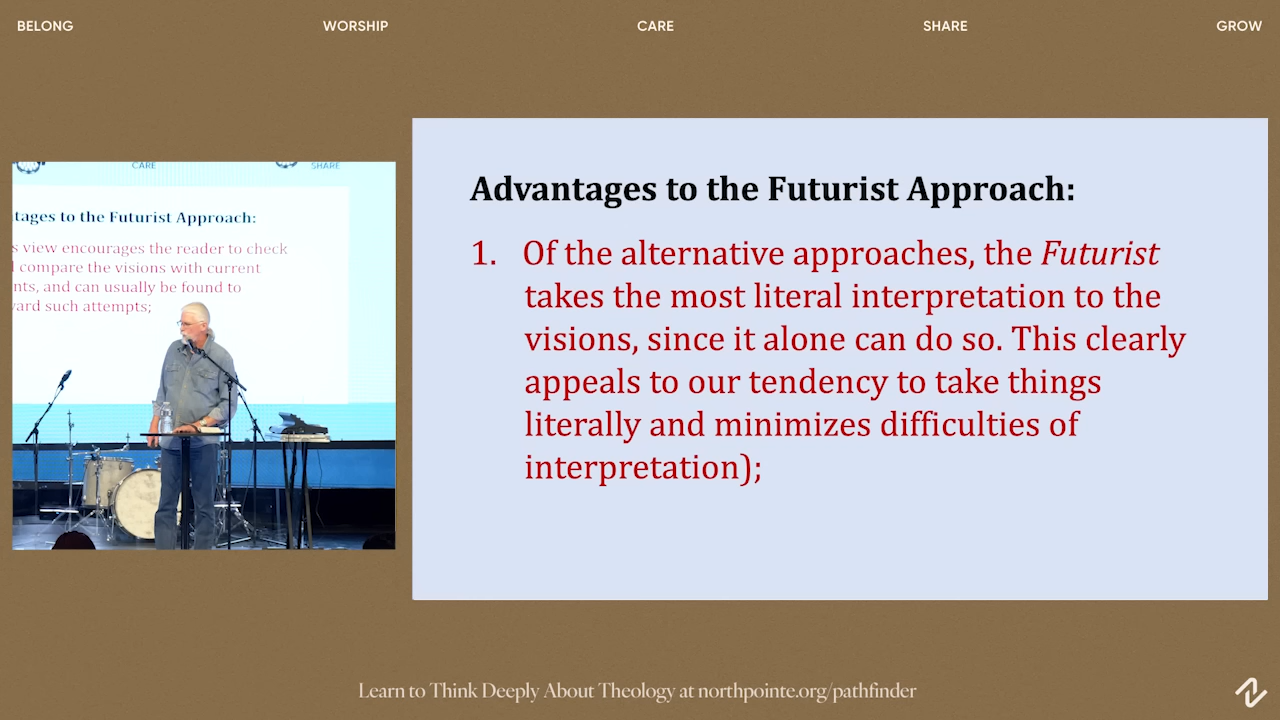 BELONG WORSHIP CARE SHARE GROW
CARE SHARE
tages to the Futurist Approach:
s view encourages the reader to check
compare the visions with current
nts, and can usually be found to
ard such attempts;
Advantages to the Futurist Approach:
1. Of the alternative approaches, the Futurist
takes the most literal interpretation to the
visions, since it alone can do so. This clearly
appeals to our tendency to take things
literally and minimizes difficulties of
interpretation);
Learn to Think Deeply About Theology at northpointe.org/pathfinder